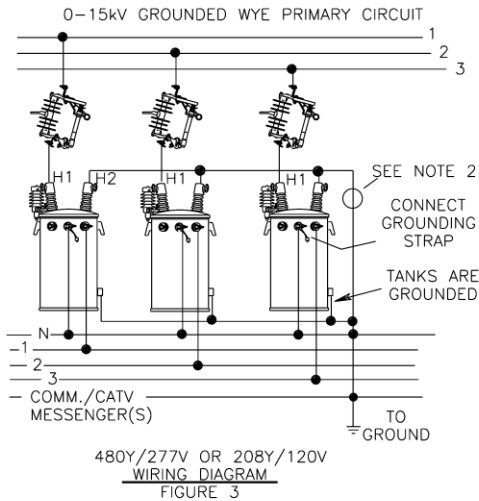 0-15kV GROUNDED WYE PRIMARY CIRCUIT
1
2
3
H1
H2
H1
H1
SEE NOTE 2
CONNECT
GROUNDING
STRAP
TANKS ARE
GROUNDED
N
1
2
3
COMM./CATV
MESSENGER(S)
TO
GROUND
480Y/277V OR 208Y/120V
WIRING DIAGRAM
FIGURE 3